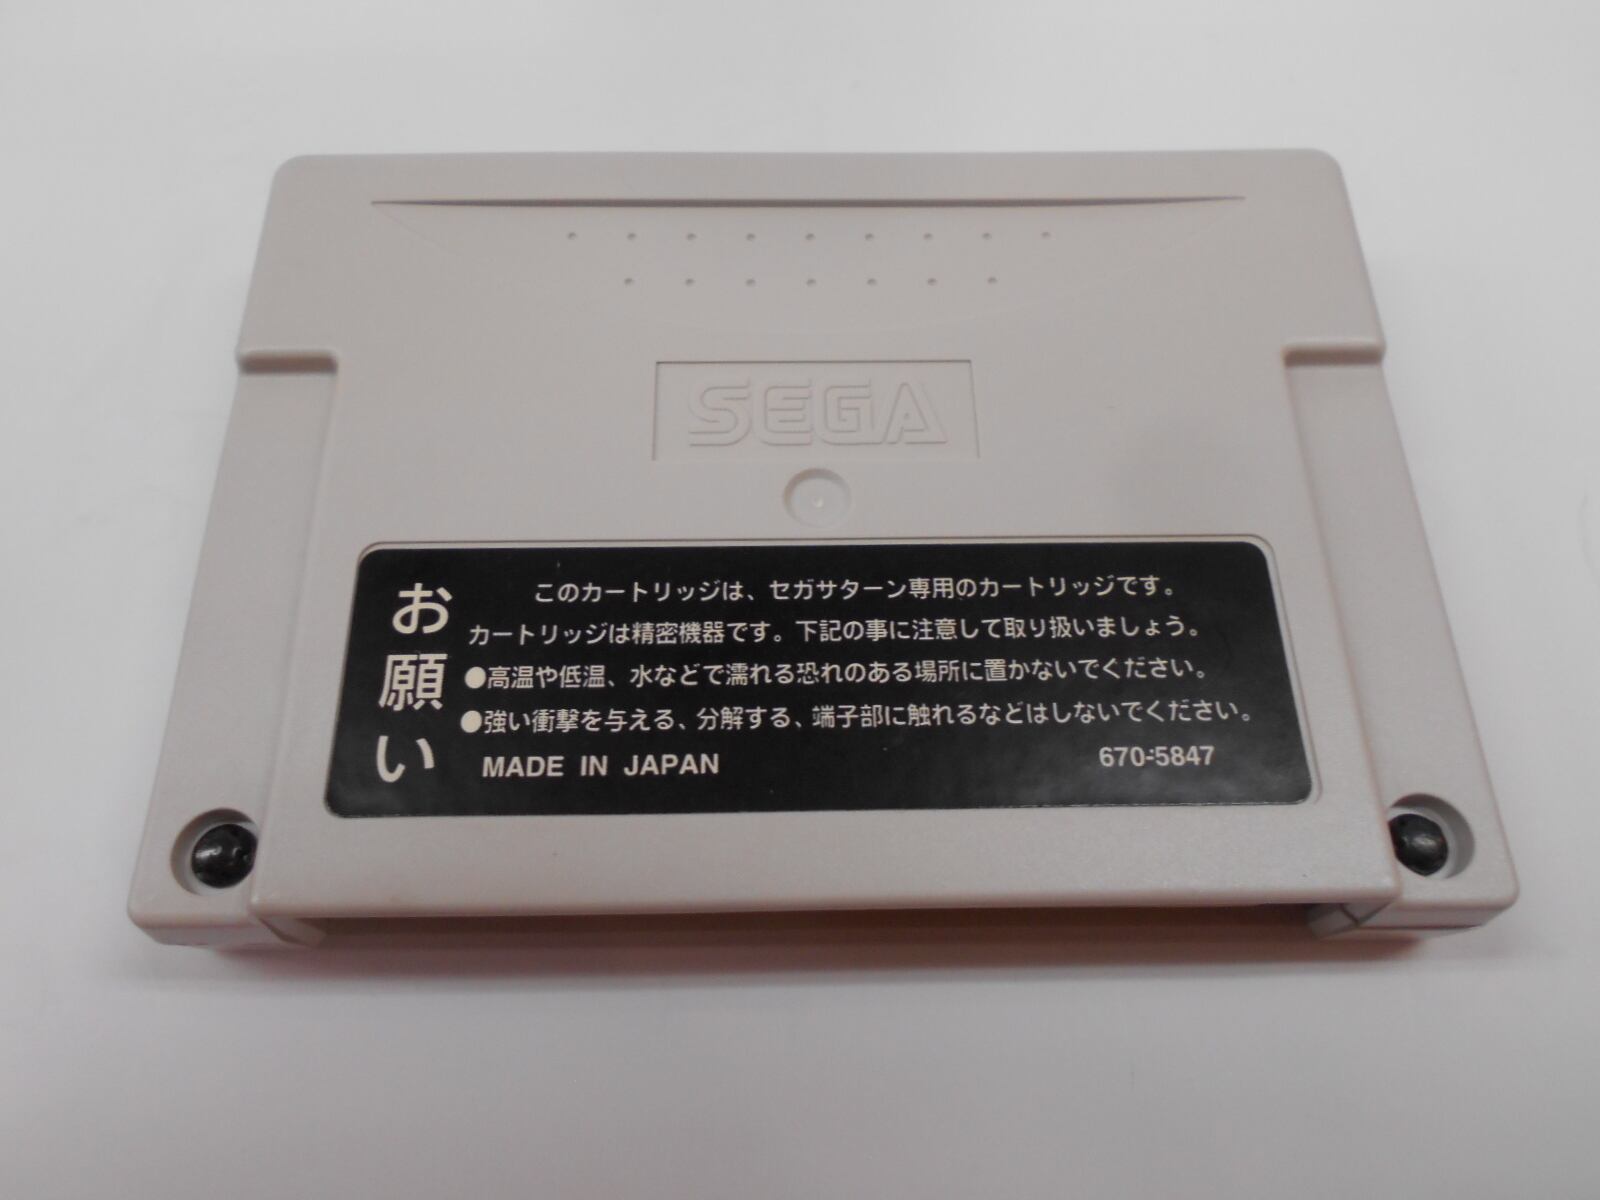 SEGA
お願い
このカートリッジは、セガサターン専用のカートリッジです。
カートリッジは精密機器です。下記の事に注意して取り扱いましょう。
●高温や低温、水などで濡れる恐れのある場所に置かないでください。
●強い衝撃を与える、分解する、端子部に触れるなどはしないでください。
MADE IN JAPAN 670-5847